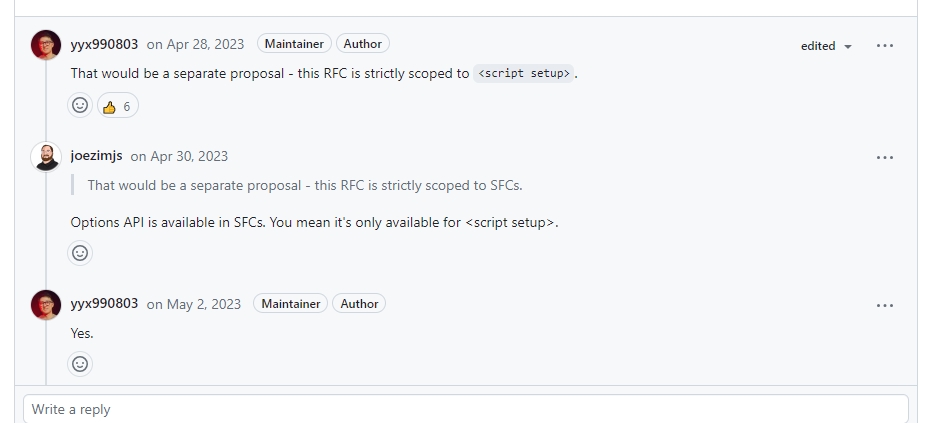 yyx990803 on Apr 28, 2023 Maintainer Author edited
That would be a separate proposal - this RFC is strictly scoped to <script setup>.
6
joezimjs on Apr 30, 2023
That would be a separate proposal - this RFC is strictly scoped to SFCs.
Options API is available in SFCs. You mean it's only available for <script setup>.
yyx990803 on May 2, 2023 Maintainer Author
Yes.
Write a reply